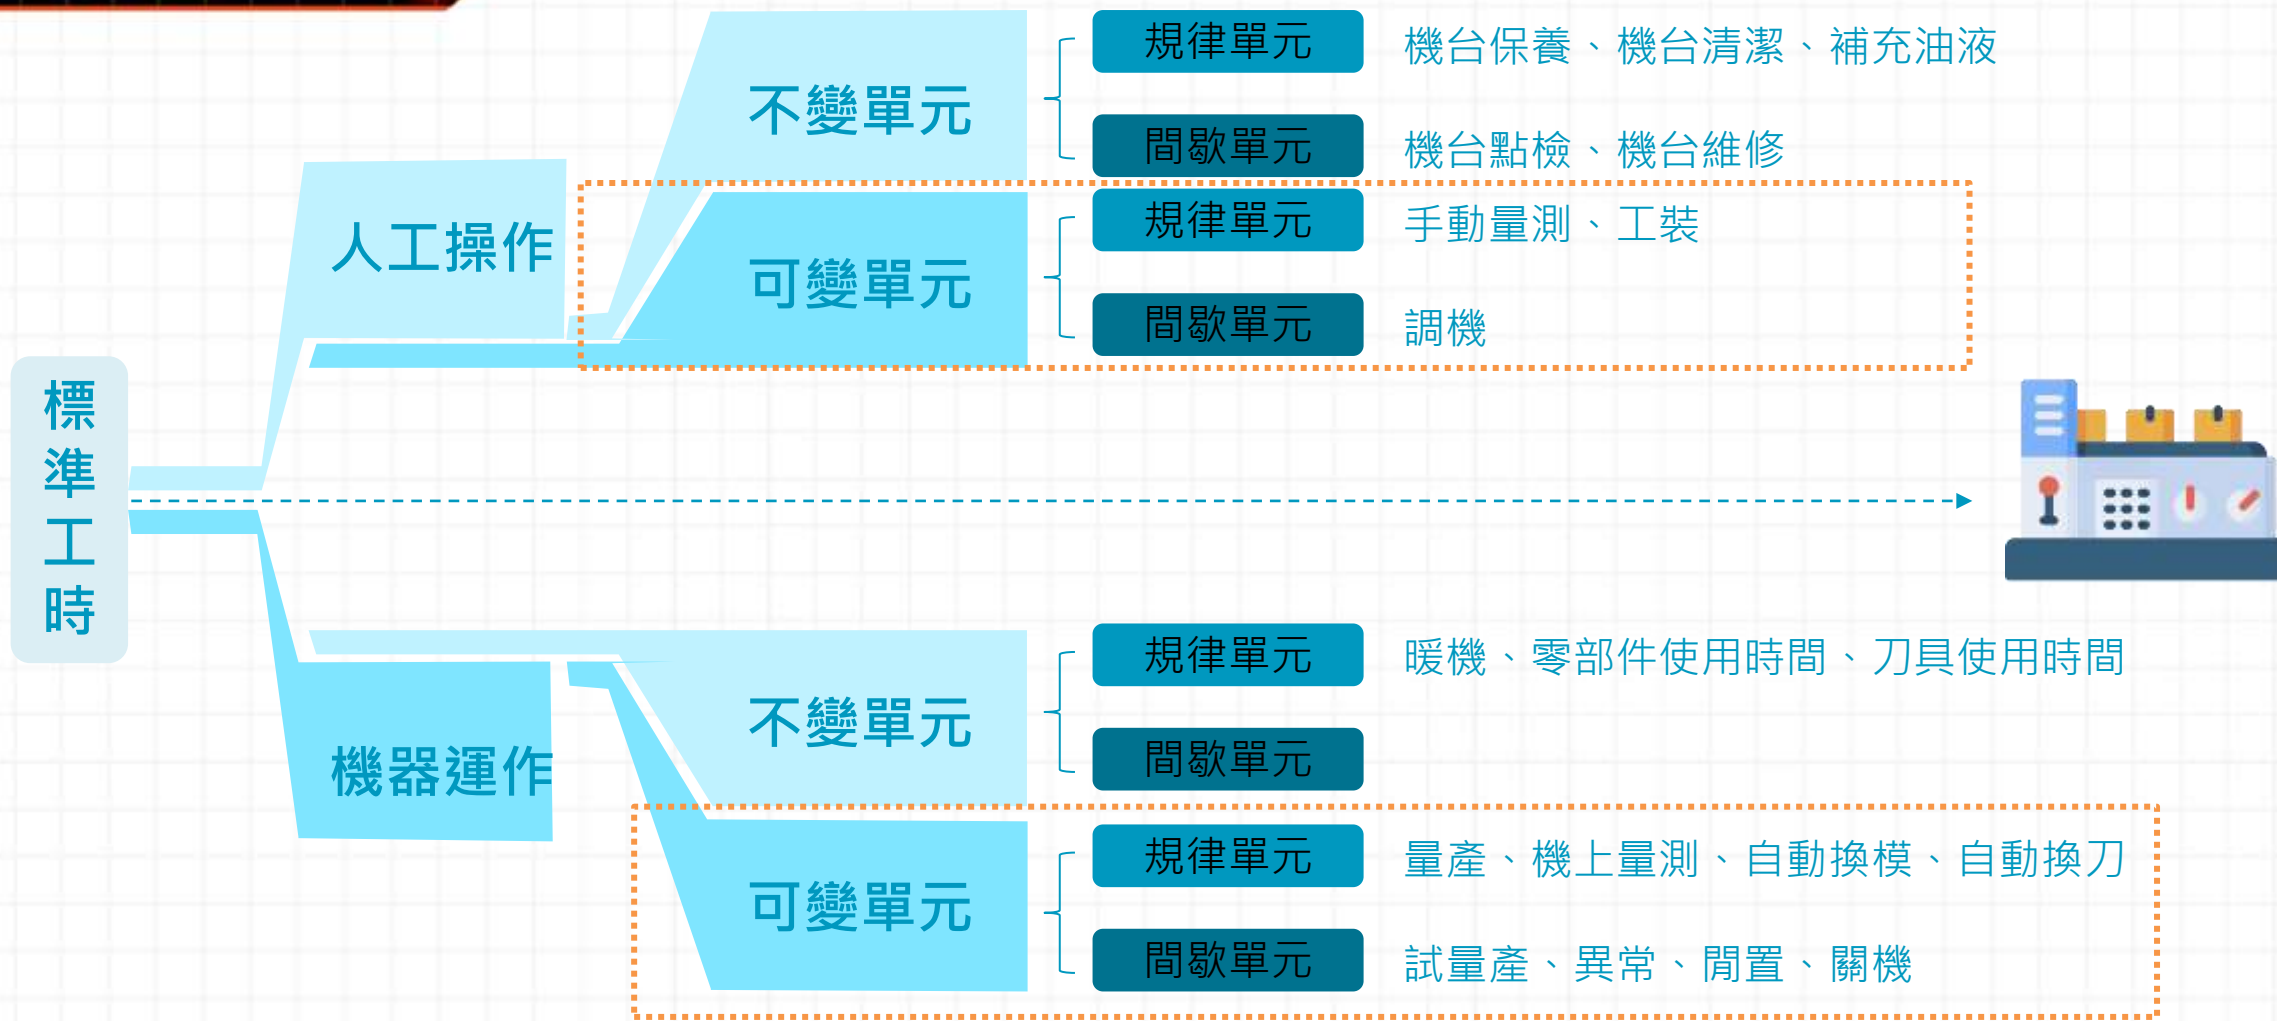 標準工時
人工操作
不變單元
規律單元
機台保養、機台清潔、補充油液
間歇單元
機台點檢、機台維修
可變單元
規律單元
手動量測、工裝
間歇單元
調機
機器運作
不變單元
規律單元
暖機、零部件使用時間、刀具使用時間
間歇單元
可變單元
規律單元
量產、機上量測、自動換模、自動換刀
間歇單元
試量產、異常、閒置、關機